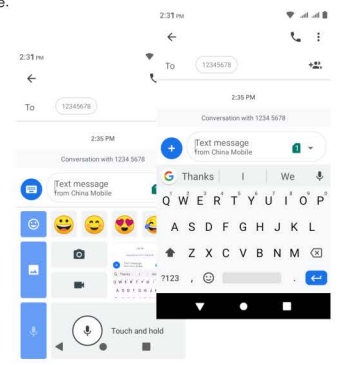 e.
2:31 PM
To 12345678
2:35 PM
Conversation with 1234 5678
Text message
from China Mobile
Touch and hold
2:31 PM
To 12345678
2:35 PM
Conversation with 1234 5678
Text message
from China Mobile
1
G Thanks I We
Q W E R T Y U I O P
A S D F G H J K L
Z X C V B N M
?123 , .